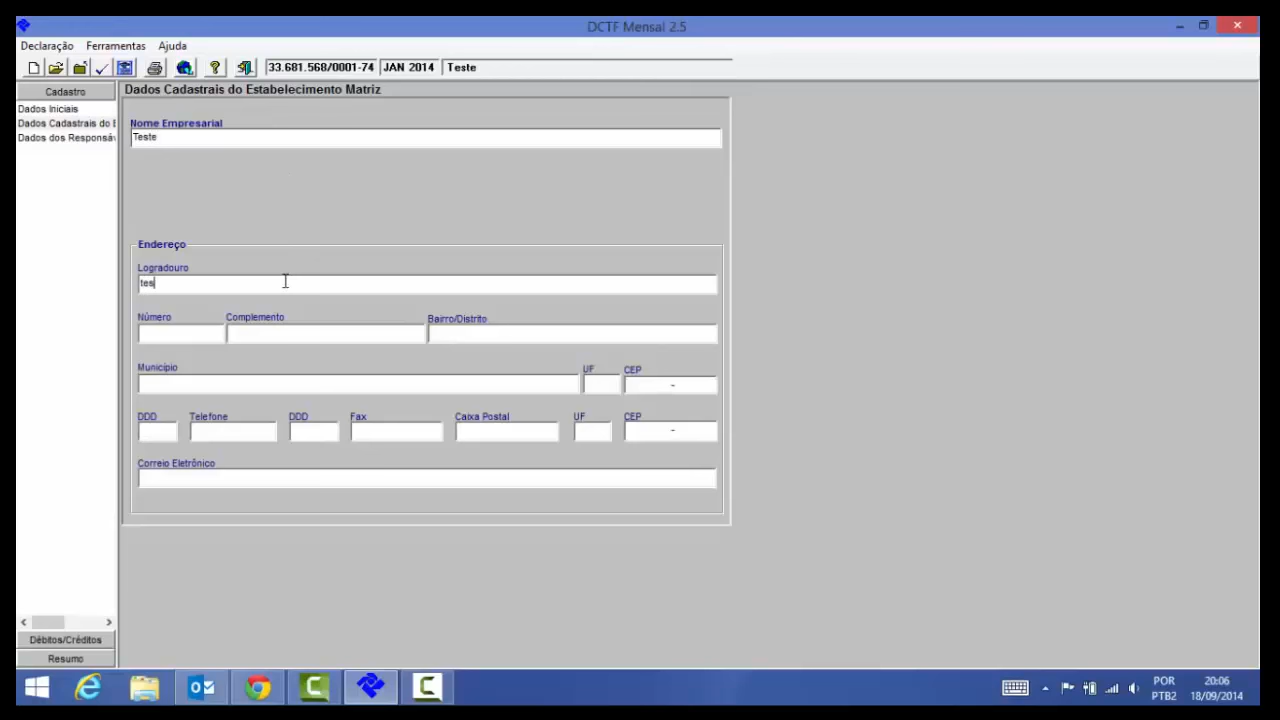 DCTF Mensal 2.5
Declaração Ferramentas Ajuda
33.681.568/0001-74 JAN 2014 Teste
Cadastro
Dados Iniciais
Dados Cadastrais do E
Dados dos Responsáv
Dados Cadastrais do Estabelecimento Matriz
Nome Empresarial
Teste
Endereço
Logradouro
tes
Número Complemento Bairro/Distrito
Município UF CEP
-
DDD Telefone DDD Fax Caixa Postal UF CEP
-
Correio Eletrônico
Débitos/Créditos
Resumo
POR 20:06
PTB2 18/09/2014